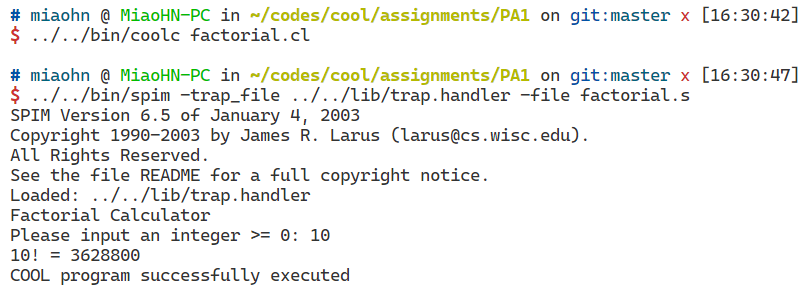 # miaohn @ MiaoHN-PC in ~/codes/cool/assignments/PA1 on git:master x [16:30:42]
$ ../../bin/coolc factorial.cl
# miaohn @ MiaoHN-PC in ~/codes/cool/assignments/PA1 on git:master x [16:30:47]
$ ../../bin/spim -trap_file ../../lib/trap.handler -file factorial.s
SPIM Version 6.5 of January 4, 2003
Copyright 1990-2003 by James R. Larus (larus@cs.wisc.edu).
All Rights Reserved.
See the file README for a full copyright notice.
Loaded: ../../lib/trap.handler
Factorial Calculator
Please input an integer >= 0: 10
10! = 3628800
COOL program successfully executed